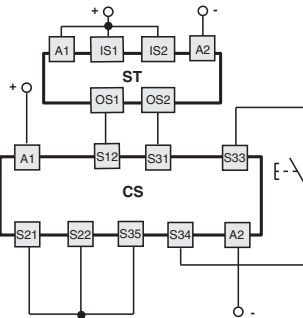 + -
A1 IS1 IS2 A2
ST
OS1 OS2
+
A1 S12 S31 S33
CS
S21 S22 S35 S34 A2
-